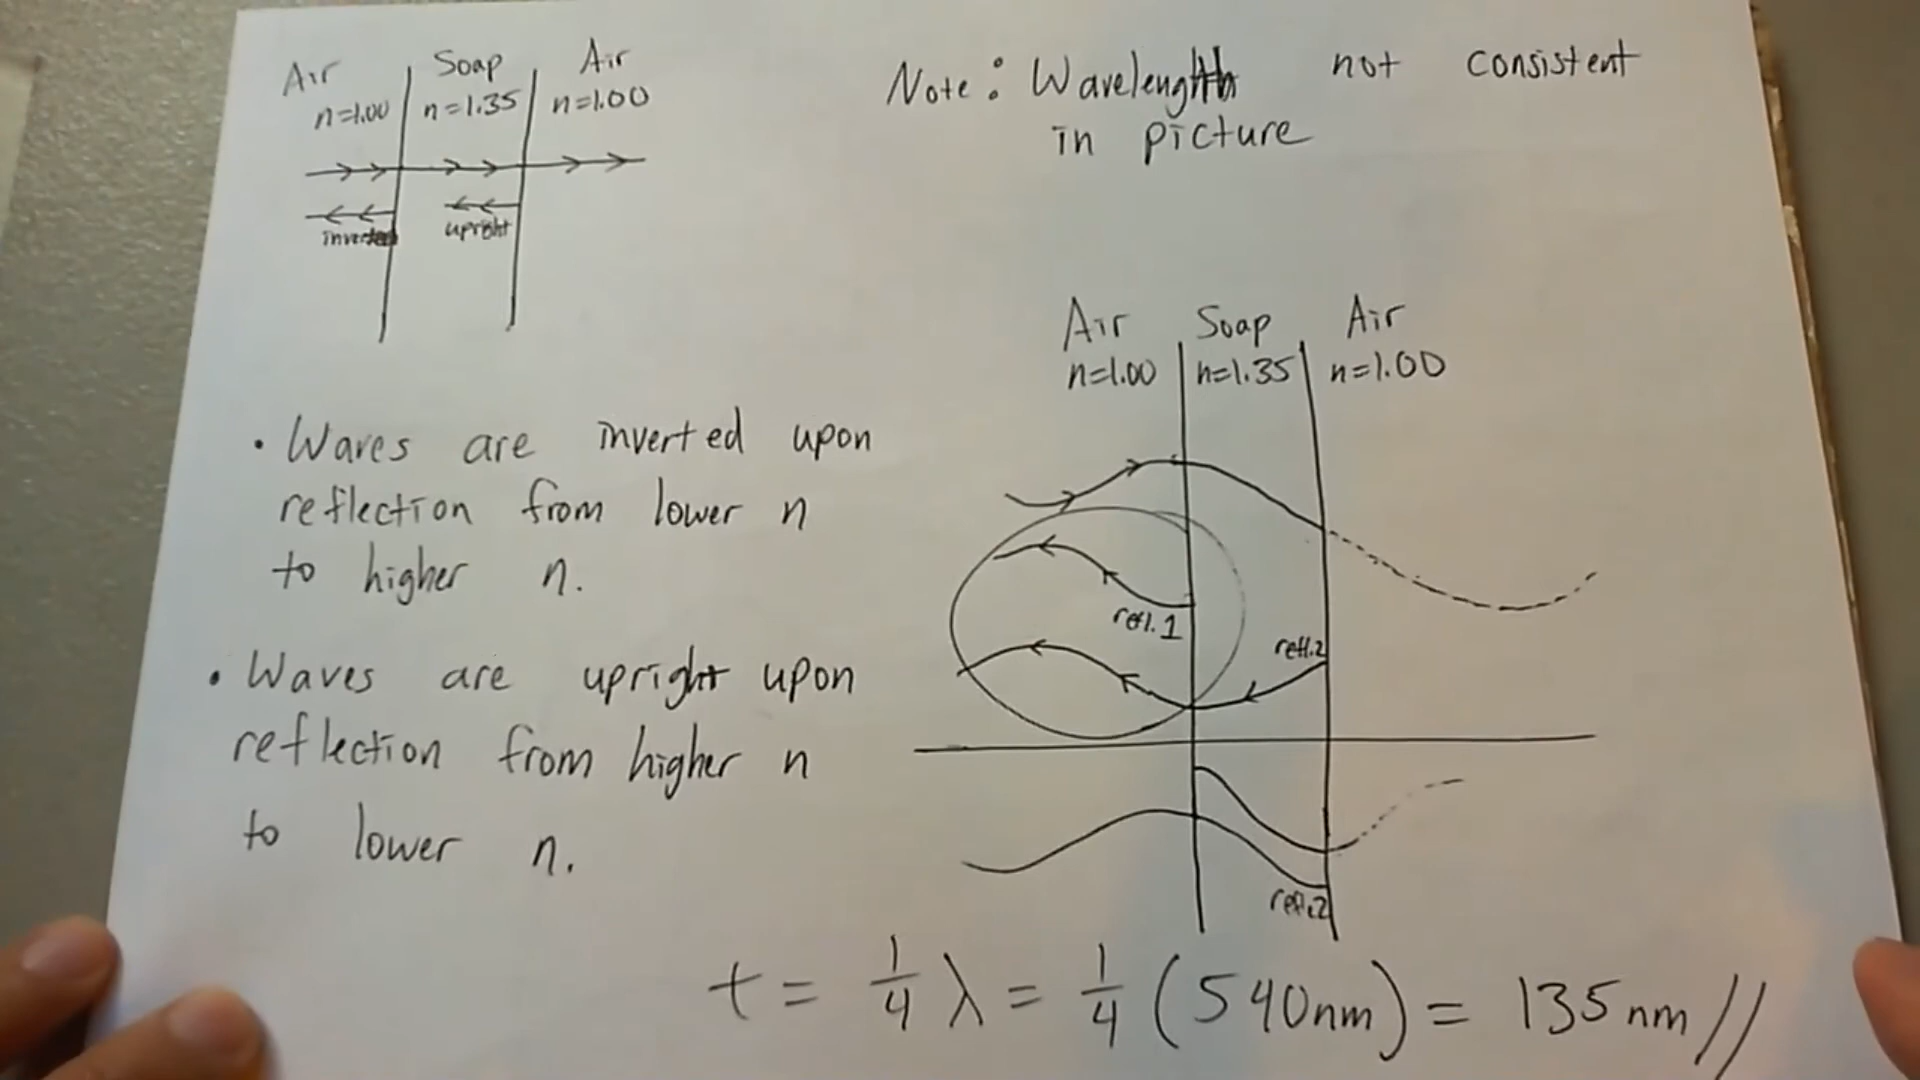 Air Soap Air
n=1.00 n=1.35 n=1.00
inverted upright
Note: Wavelength not consistent
in picture
Air Soap Air
n=1.00 n=1.35 n=1.00
• Waves are inverted upon
reflection from lower n
to higher n.
refl.1
refl.2
• Waves are upright upon
reflection from higher n
to lower n.
refl.2
t = 1/4 λ = 1/4 (540nm) = 135nm //